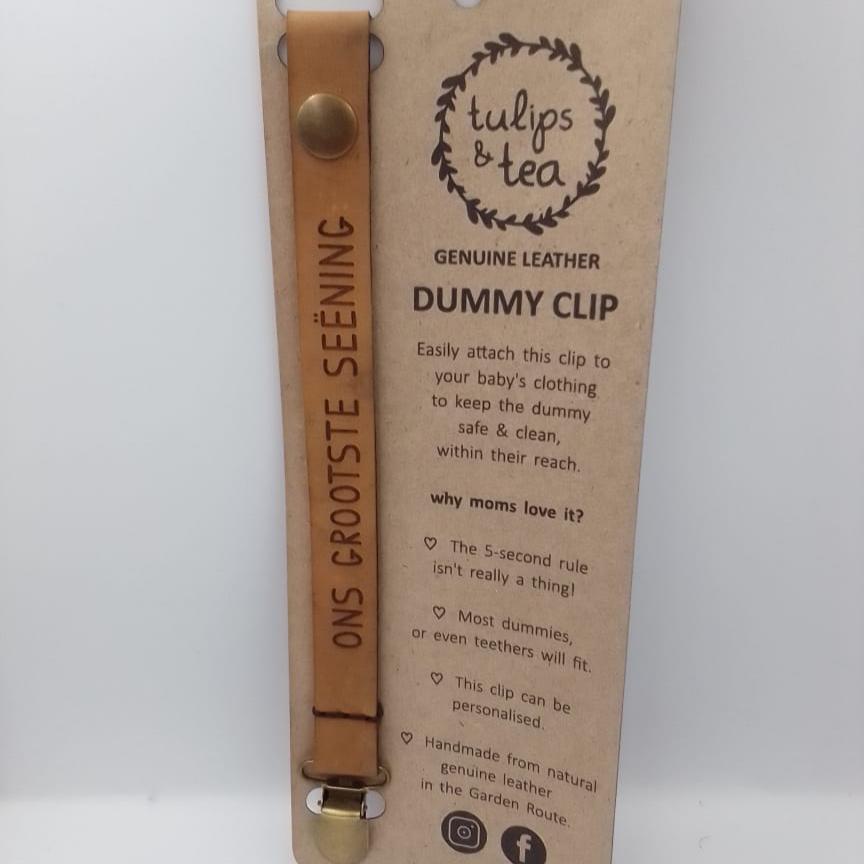 ONS GROOTSTE SEËNING
tulips
& tea
GENUINE LEATHER
DUMMY CLIP
Easily attach this clip to
your baby's clothing
to keep the dummy
safe & clean,
within their reach.
why moms love it?
♡ The 5-second rule
isn't really a thing!
♡ Most dummies,
or even teethers will fit.
♡ This clip can be
personalised.
♡ Handmade from natural
genuine leather
in the Garden Route.
f